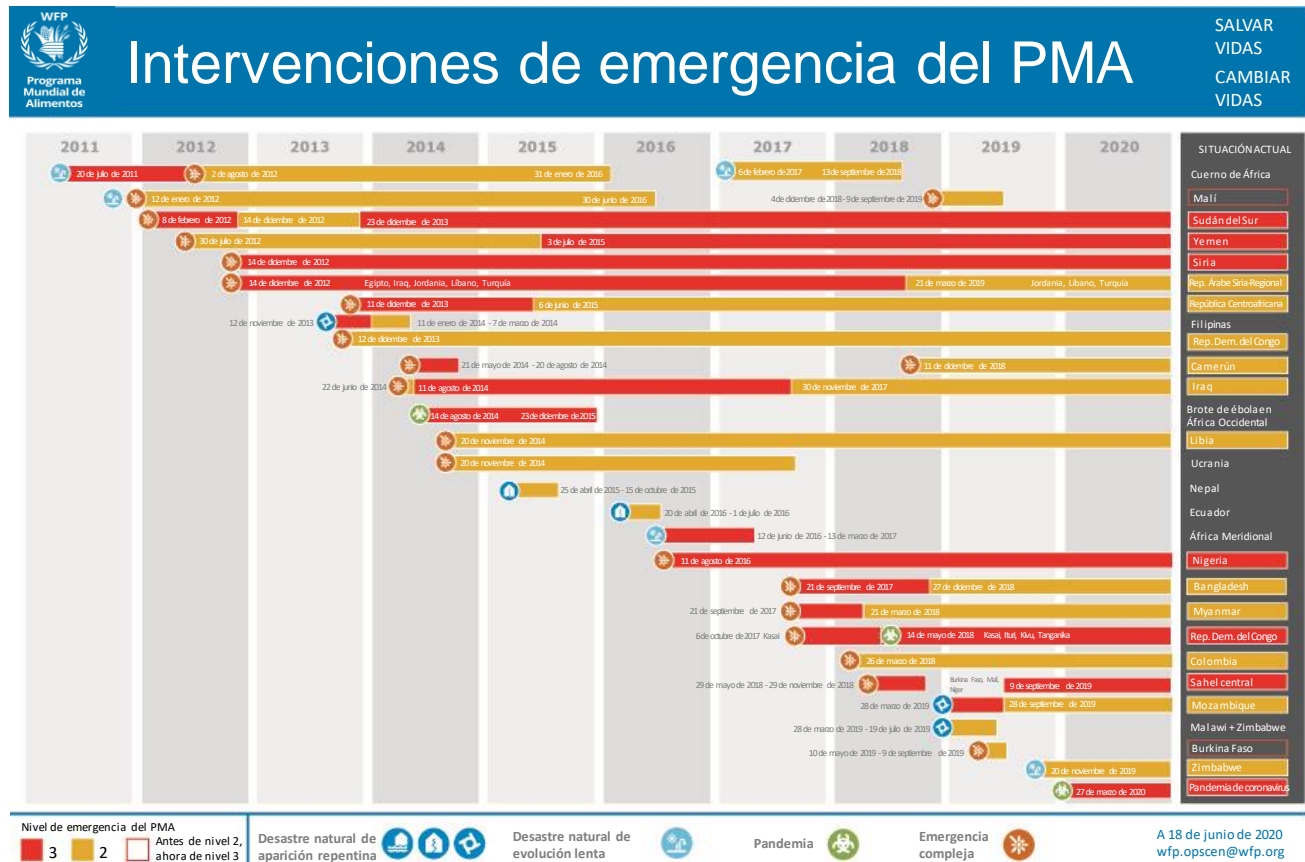 WFP
Programa
Mundial de
Alimentos
Intervenciones de emergencia del PMA
SALVAR
VIDAS
CAMBIAR
VIDAS
2011 2012 2013 2014 2015 2016 2017 2018 2019 2020 SITUACIÓN ACTUAL
20 de julo de 2011 2 de agosto de 2012 31 de enero de 2016 6 de febrero de 2017 13 de septembre de 2018 Cuerno de África
12 de enero de 2012 30 de junio de 2016 4 de diciembre de 2018 - 9 de septembre de 2019 Malí
8 de febrero de 2012 14 de diciembre de 2012 23 de diciembre de 2013 Sudán del Sur
30 de julio de 2012 3 de julio de 2015 Yemen
14 de diciembre de 2012 Siria
14 de diciembre de 2012 Egipto, Iraq, Jordania, Líbano, Turquía 21 de marzo de 2019 Jordania, Líbano, Turquía Rep. Árabe Siria-Regional
11 de diciembre de 2013 6 de junio de 2015 República Centroafricana
12 de noviembre de 2013 11 de enero de 2014 - 7 de marzo de 2014 Filipinas
12 de diciembre de 2013 Rep. Dem. del Congo
21 de mayo de 2014 - 20 de agosto de 2014 11 de diciembre de 2018 Camerún
22 de junio de 2014 11 de agosto de 2014 30 de noviembre de 2017 Iraq
14 de agosto de 2014 23 de diciembre de 2015 Brote de ébola en
África Occidental
20 de noviembre de 2014 Libia
20 de noviembre de 2014 Ucrania
25 de abril de 2015 - 15 de octubre de 2015 Nepal
20 de abril de 2016 - 1 de julio de 2016 Ecuador
12 de junio de 2016 - 13 de marzo de 2017 África Meridional
11 de agosto de 2016 Nigeria
21 de septiembre de 2017 27 de diciembre de 2018 Bangladesh
21 de septiembre de 2017 21 de marzo de 2018 Myanmar
6 de octubre de 2017 Kasai 14 de mayo de 2018 Kasai, Ituri, Kivu, Tanganika Rep. Dem. del Congo
26 de marzo de 2018 Colombia
29 de mayo de 2018 - 29 de noviembre de 2018 Burkina Faso, Malí,
Níger 9 de septiembre de 2019 Sahel central
28 de marzo de 2019 28 de septiembre de 2019 Mozambique
28 de marzo de 2019 - 19 de julio de 2019 Malawi + Zimbabwe
10 de mayo de 2019 - 9 de septiembre de 2019 Burkina Faso
20 de noviembre de 2019 Zimbabwe
27 de marzo de 2020 Pandemia de coronavirus
Nivel de emergencia del PMA
3 2 Antes de nivel 2,
ahora de nivel 3
Desastre natural de
aparición repentina
Desastre natural de
evolución lenta
Pandemia
Emergencia
compleja
A 18 de junio de 2020
wfp.opscen@wfp.org